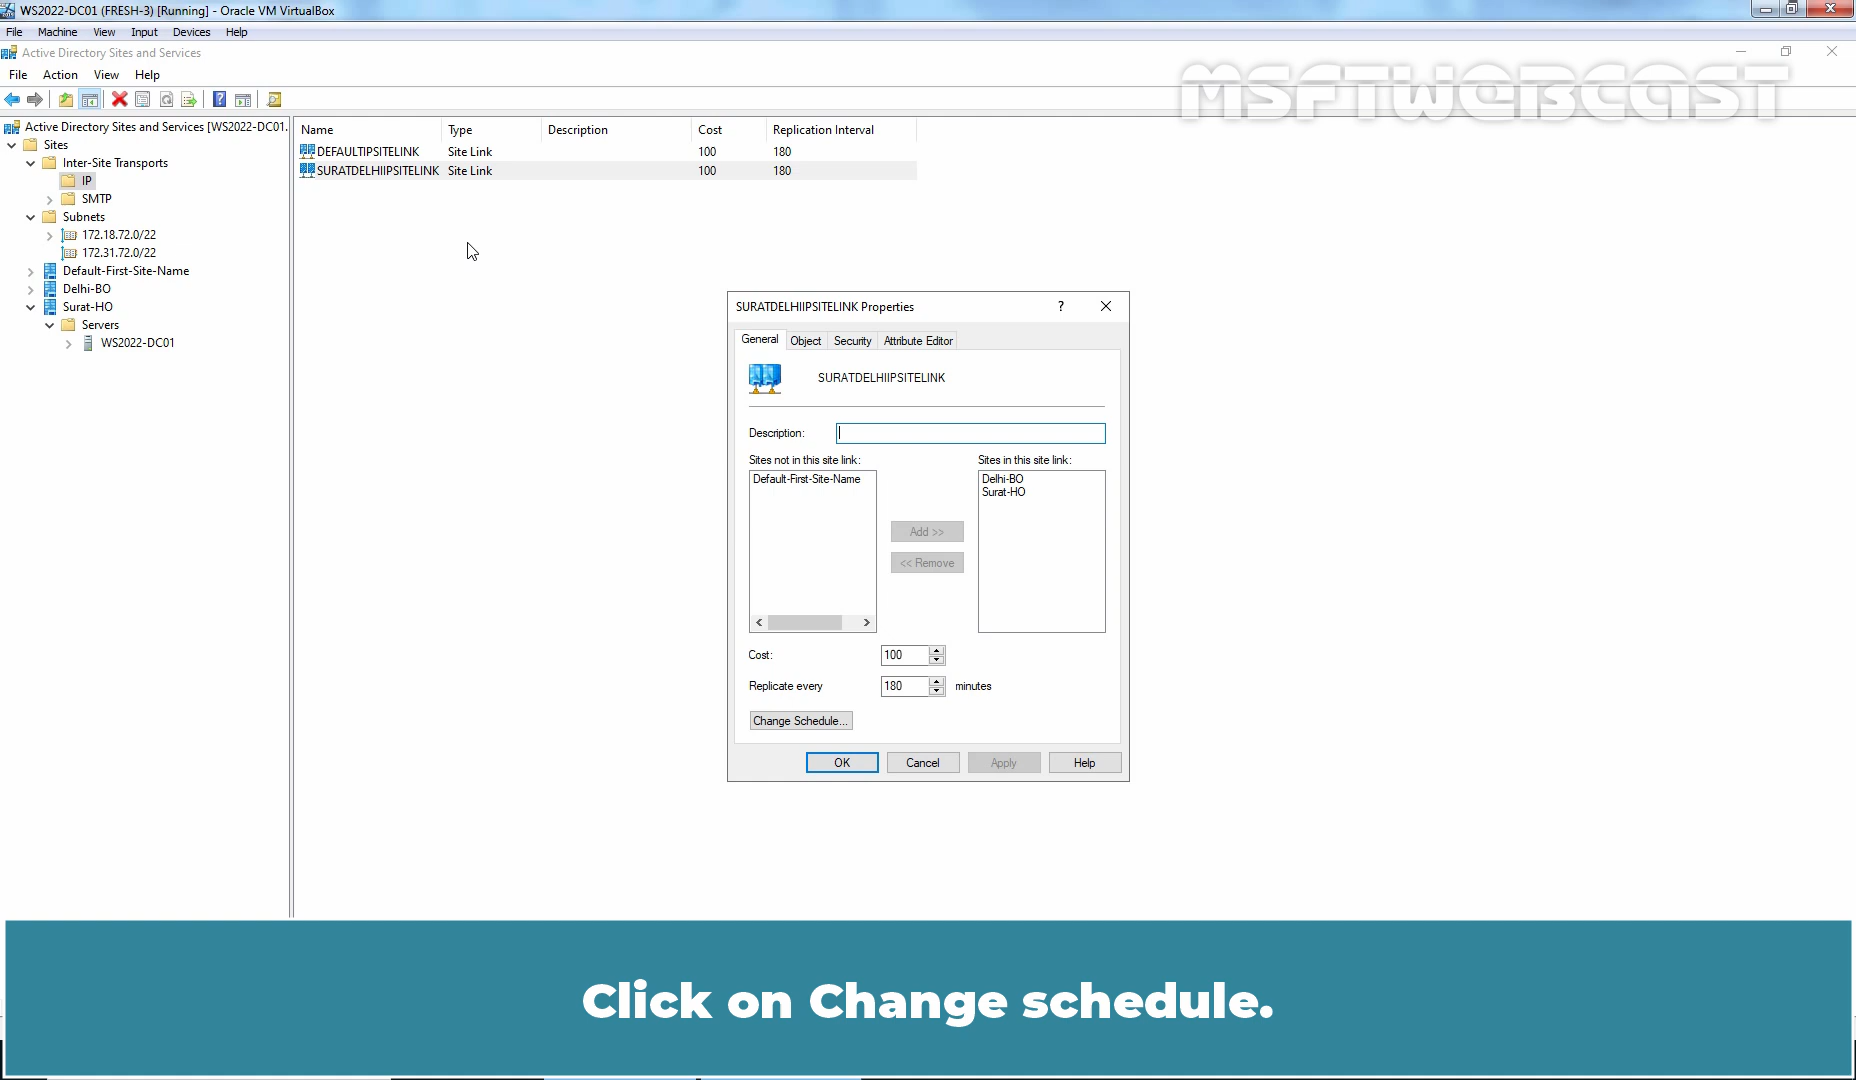 WS2022-DC01 (FRESH-3) [Running] - Oracle VM VirtualBox
File Machine View Input Devices Help
Active Directory Sites and Services
File Action View Help
MSFTWEBCAST
Active Directory Sites and Services [WS2022-DC01.
Sites
Inter-Site Transports
IP
SMTP
Subnets
172.18.72.0/22
172.31.72.0/22
Default-First-Site-Name
Delhi-BO
Surat-HO
Servers
WS2022-DC01
Name Type Description Cost Replication Interval
DEFAULTIPSITELINK Site Link 100 180
SURATDELHIIPSITELINK Site Link 100 180
SURATDELHIIPSITELINK Properties ?
General Object Security Attribute Editor
SURATDELHIIPSITELINK
Description:
Sites not in this site link: Sites in this site link:
Default-First-Site-Name Delhi-BO
Surat-HO
Add >>
<< Remove
Cost: 100
Replicate every 180 minutes
Change Schedule...
OK Cancel Apply Help
Click on Change schedule.